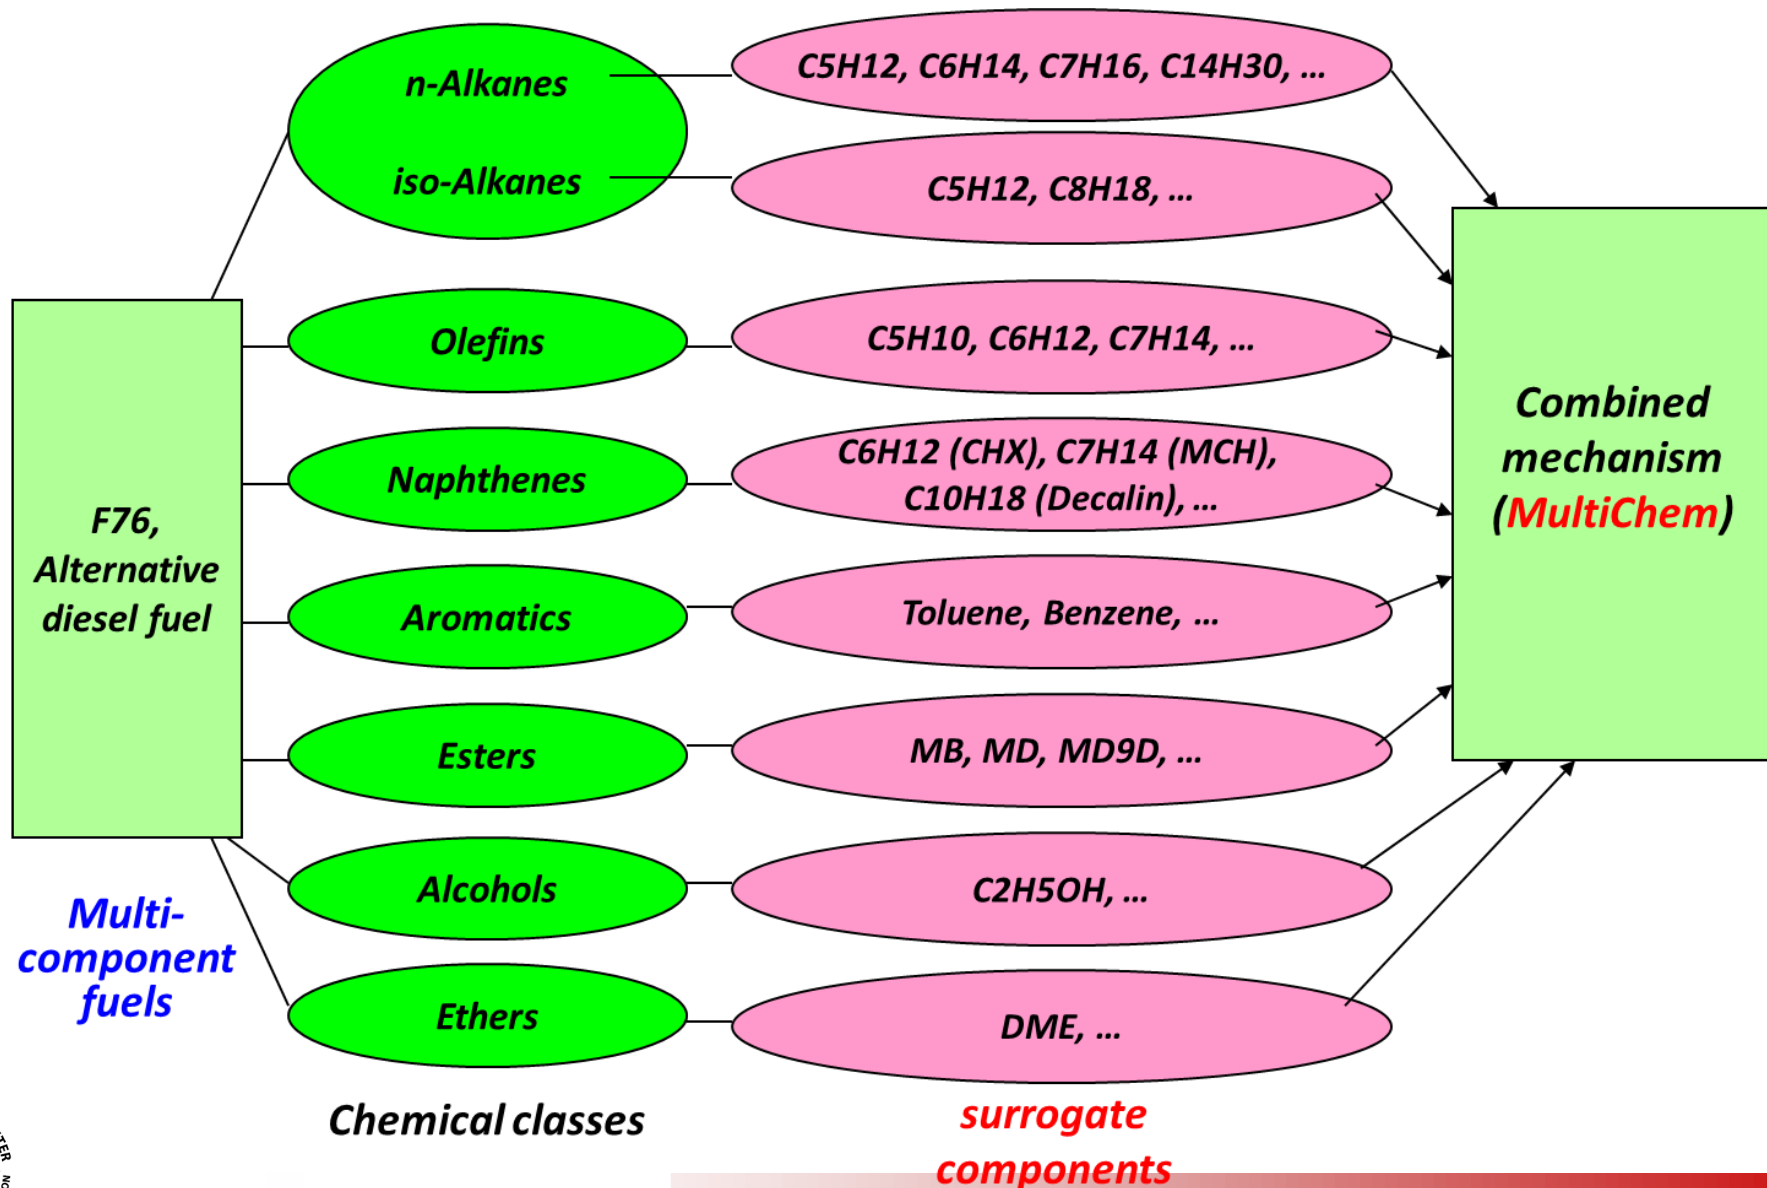 n-Alkanes
iso-Alkanes
C5H12, C6H14, C7H16, C14H30, ...
C5H12, C8H18, ...
Olefins
C5H10, C6H12, C7H14, ...
Naphthenes
C6H12 (CHX), C7H14 (MCH),
C10H18 (Decalin), ...
Aromatics
Toluene, Benzene, ...
Esters
MB, MD, MD9D, ...
Alcohols
C2H5OH, ...
Ethers
DME, ...
F76,
Alternative
diesel fuel
Combined
mechanism
(MultiChem)
Multi-
component
fuels
Chemical classes
surrogate
components